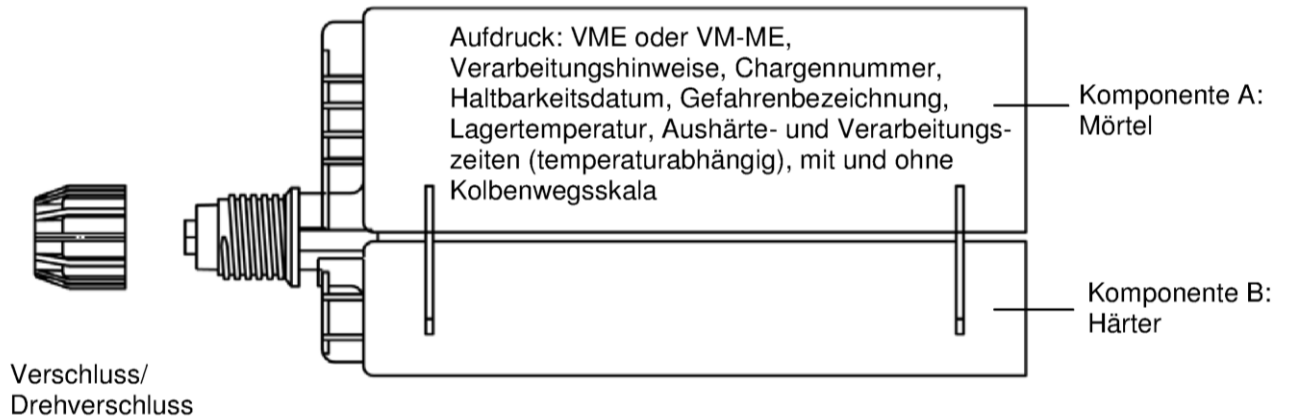 Aufdruck: VME oder VM-ME,
Verarbeitungshinweise, Chargennummer,
Haltbarkeitsdatum, Gefahrenbezeichnung,
Lagertemperatur, Aushärte- und Verarbeitungs-
zeiten (temperaturabhängig), mit und ohne
Kolbenwegsskala
Komponente A:
Mörtel
Komponente B:
Härter
Verschluss/
Drehverschluss